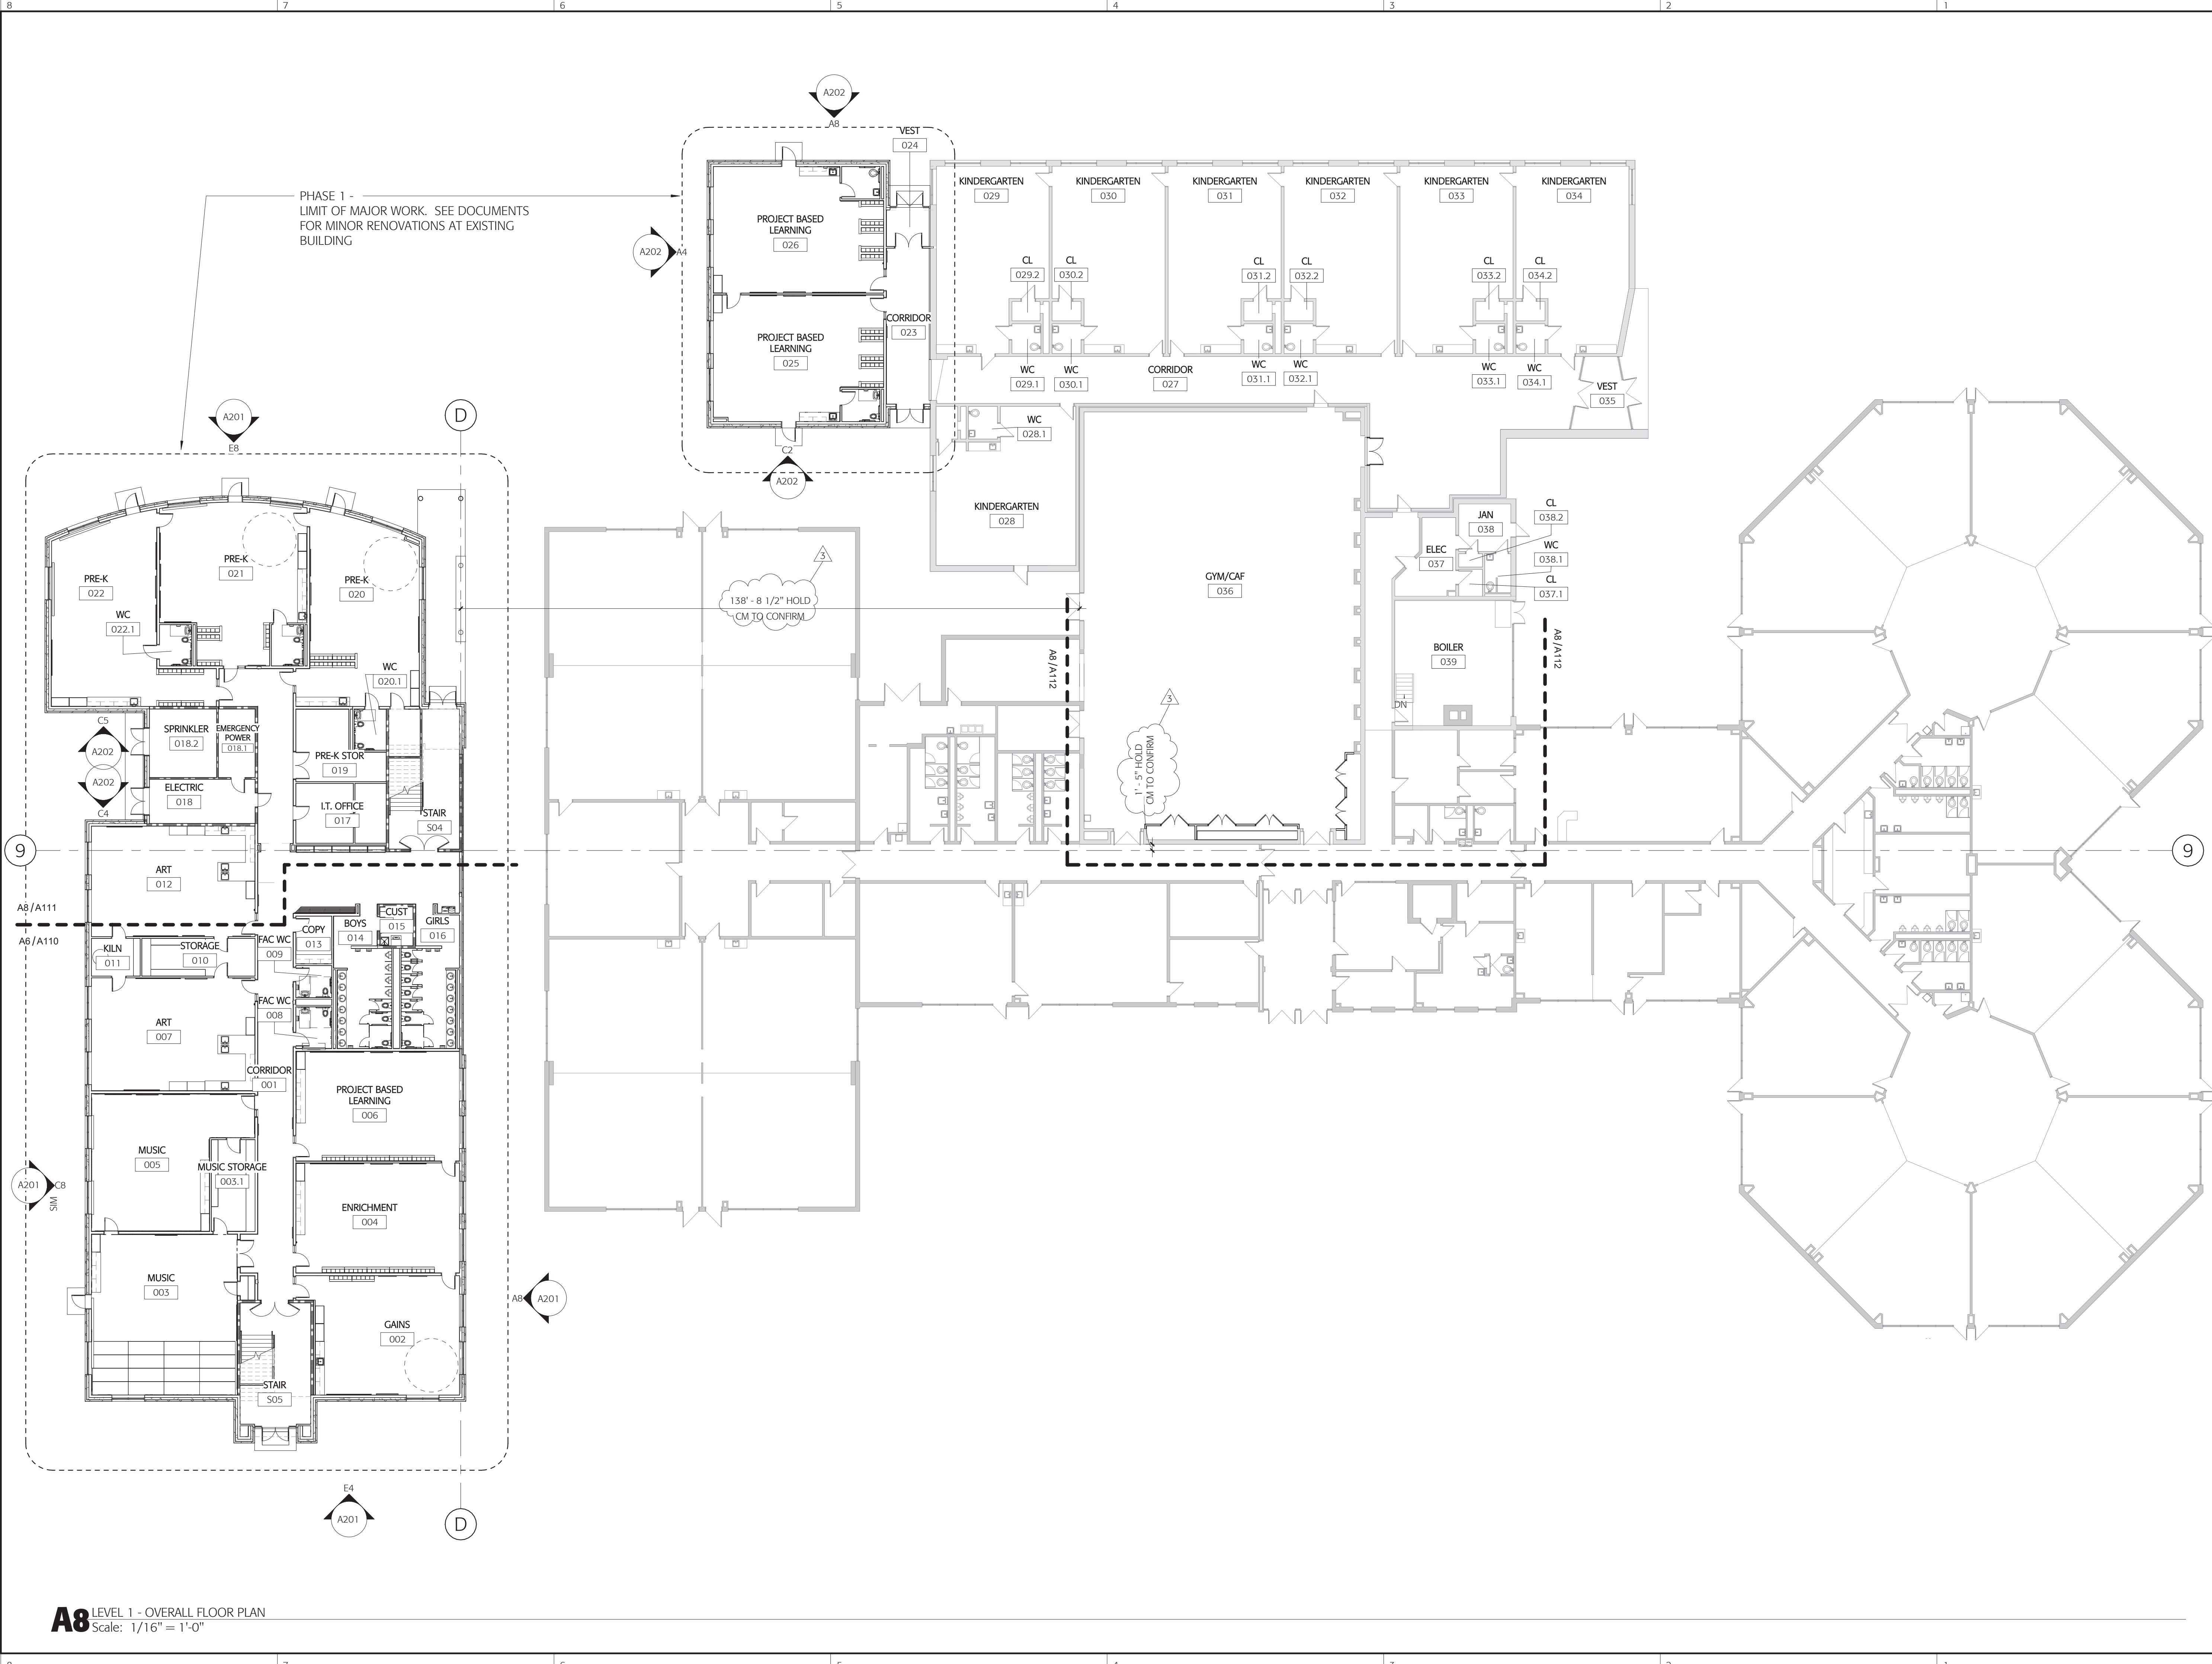 8 7 6 5 4 3 2 1
A202
A8
VEST
024
PHASE 1 -
LIMIT OF MAJOR WORK. SEE DOCUMENTS
FOR MINOR RENOVATIONS AT EXISTING
BUILDING
A202 A4
PROJECT BASED
LEARNING
026
PROJECT BASED
LEARNING
025
CORRIDOR
023
C2
A202
KINDERGARTEN
029
KINDERGARTEN
030
KINDERGARTEN
031
KINDERGARTEN
032
KINDERGARTEN
033
KINDERGARTEN
034
CL
029.2
CL
030.2
CL
031.2
CL
032.2
CL
033.2
CL
034.2
WC
029.1
WC
030.1
CORRIDOR
027
WC
031.1
WC
032.1
WC
033.1
WC
034.1
VEST
035
WC
028.1
KINDERGARTEN
028
A201
E8
D
3
138' - 8 1/2" HOLD
CM TO CONFIRM
GYM/CAF
036
JAN
038
ELEC
037
CL
038.2
WC
038.1
CL
037.1
BOILER
039
DN
A8 /A112
A8 /A112
3
1' - 5" HOLD
CM TO CONFIRM
PRE-K
022
PRE-K
021
PRE-K
020
WC
022.1
WC
020.1
C5
A202
A202
C4
SPRINKLER
018.2
EMERGENCY
POWER
018.1
PRE-K STOR
019
ELECTRIC
018
I.T. OFFICE
017
STAIR
S04
9
9
ART
012
A8 /A111
A6 /A110
KILN
011
STORAGE
010
FAC WC
009
COPY
013
BOYS
014
CUST
015
GIRLS
016
FAC WC
008
ART
007
CORRIDOR
001
PROJECT BASED
LEARNING
006
MUSIC
005
MUSIC STORAGE
003.1
A201 C8
SIM
ENRICHMENT
004
MUSIC
003
GAINS
002
A8 A201
STAIR
S05
E4
A201
D
A8 LEVEL 1 - OVERALL FLOOR PLAN
Scale: 1/16" = 1'-0"